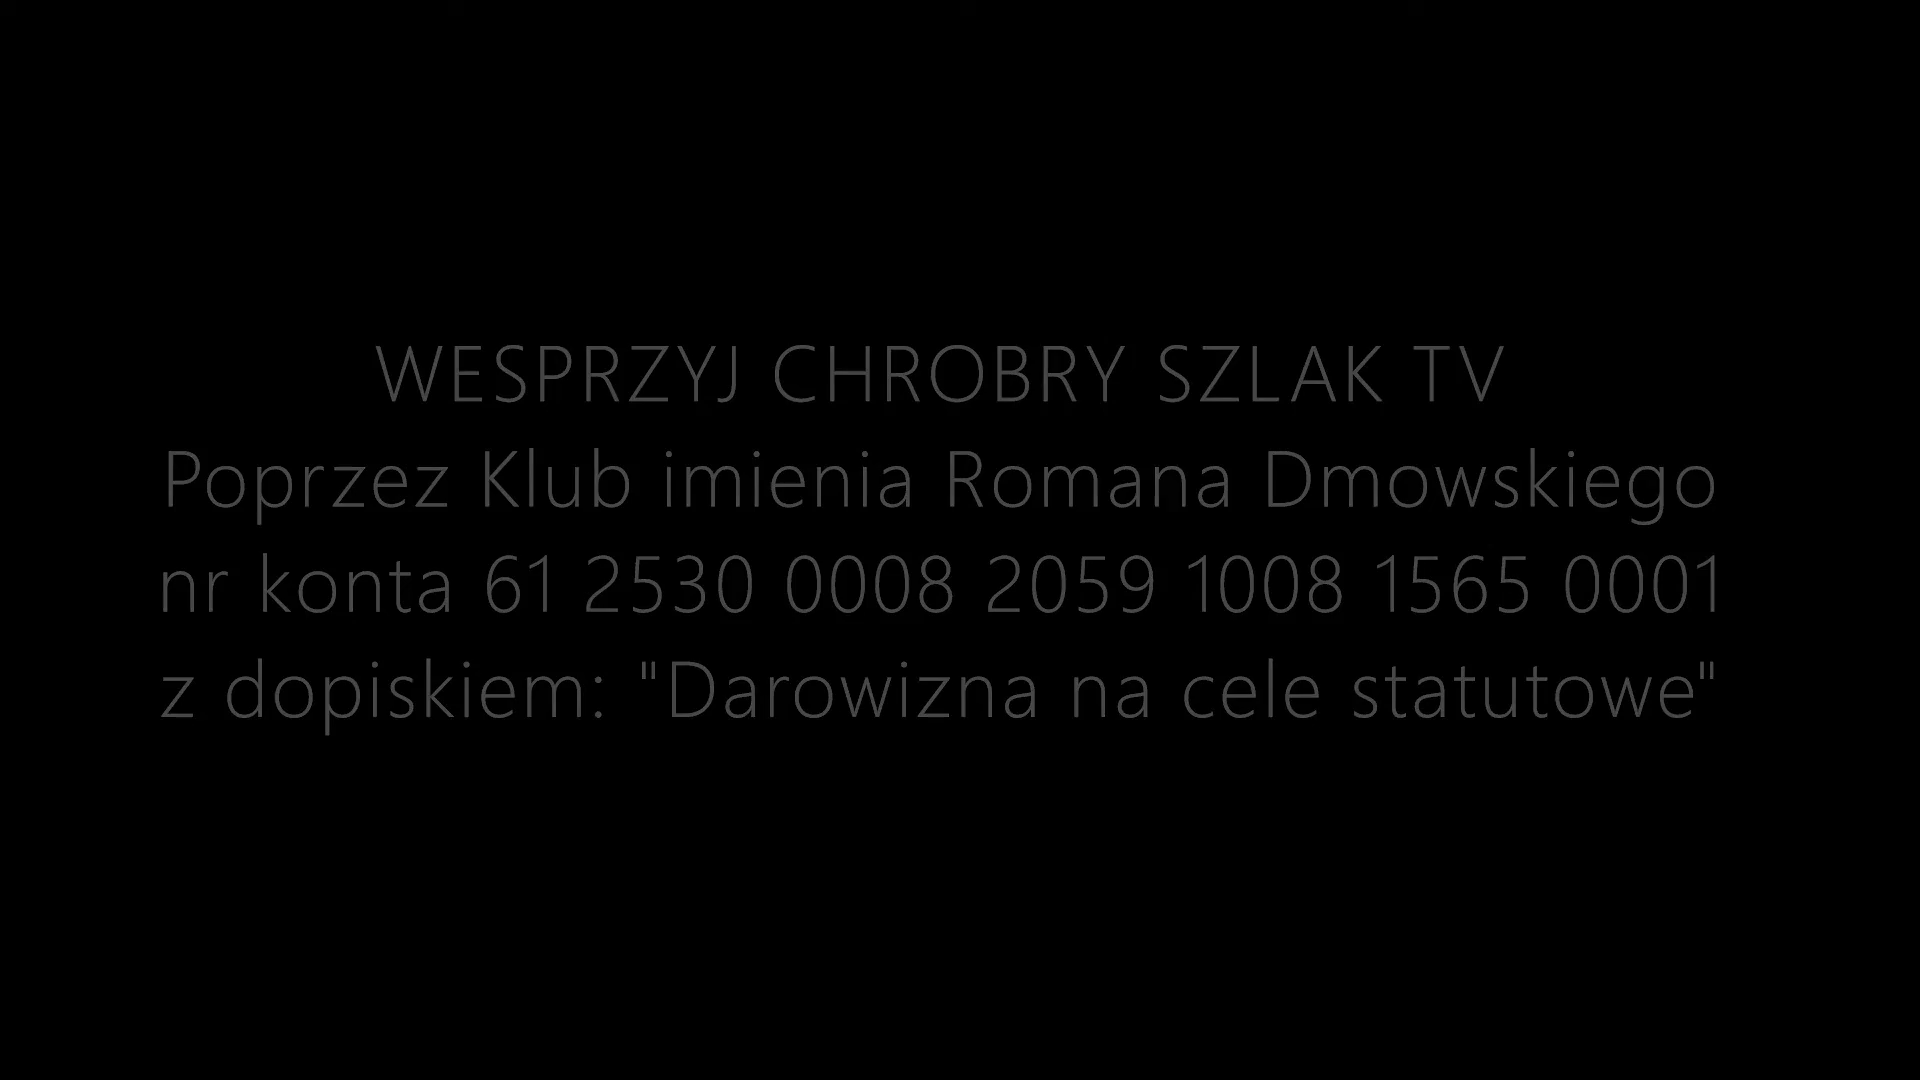 WESPRZYJ CHROBRY SZLAK TV
Poprzez Klub imienia Romana Dmowskiego
nr konta 61 2530 0008 2059 1008 1565 0001
z dopiskiem: "Darowizna na cele statutowe"